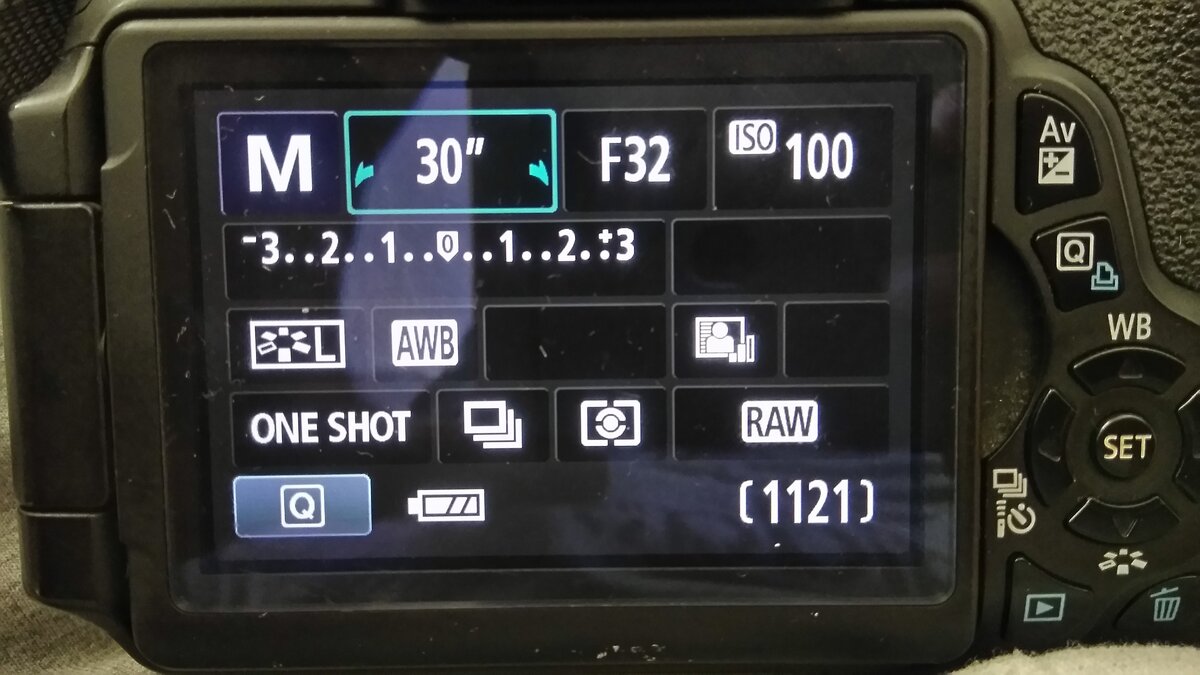 M 30" F32 ISO 100
-3..2..1..0..1..2.:+3
L AWB
ONE SHOT RAW
Q (1121)
Av
Q
WB
SET